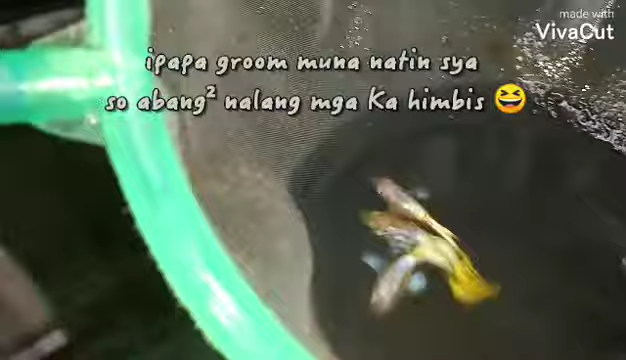 made with
VivaCut
ipapa groom muna natin sya
so abang² nalang mga Ka himbis 😆